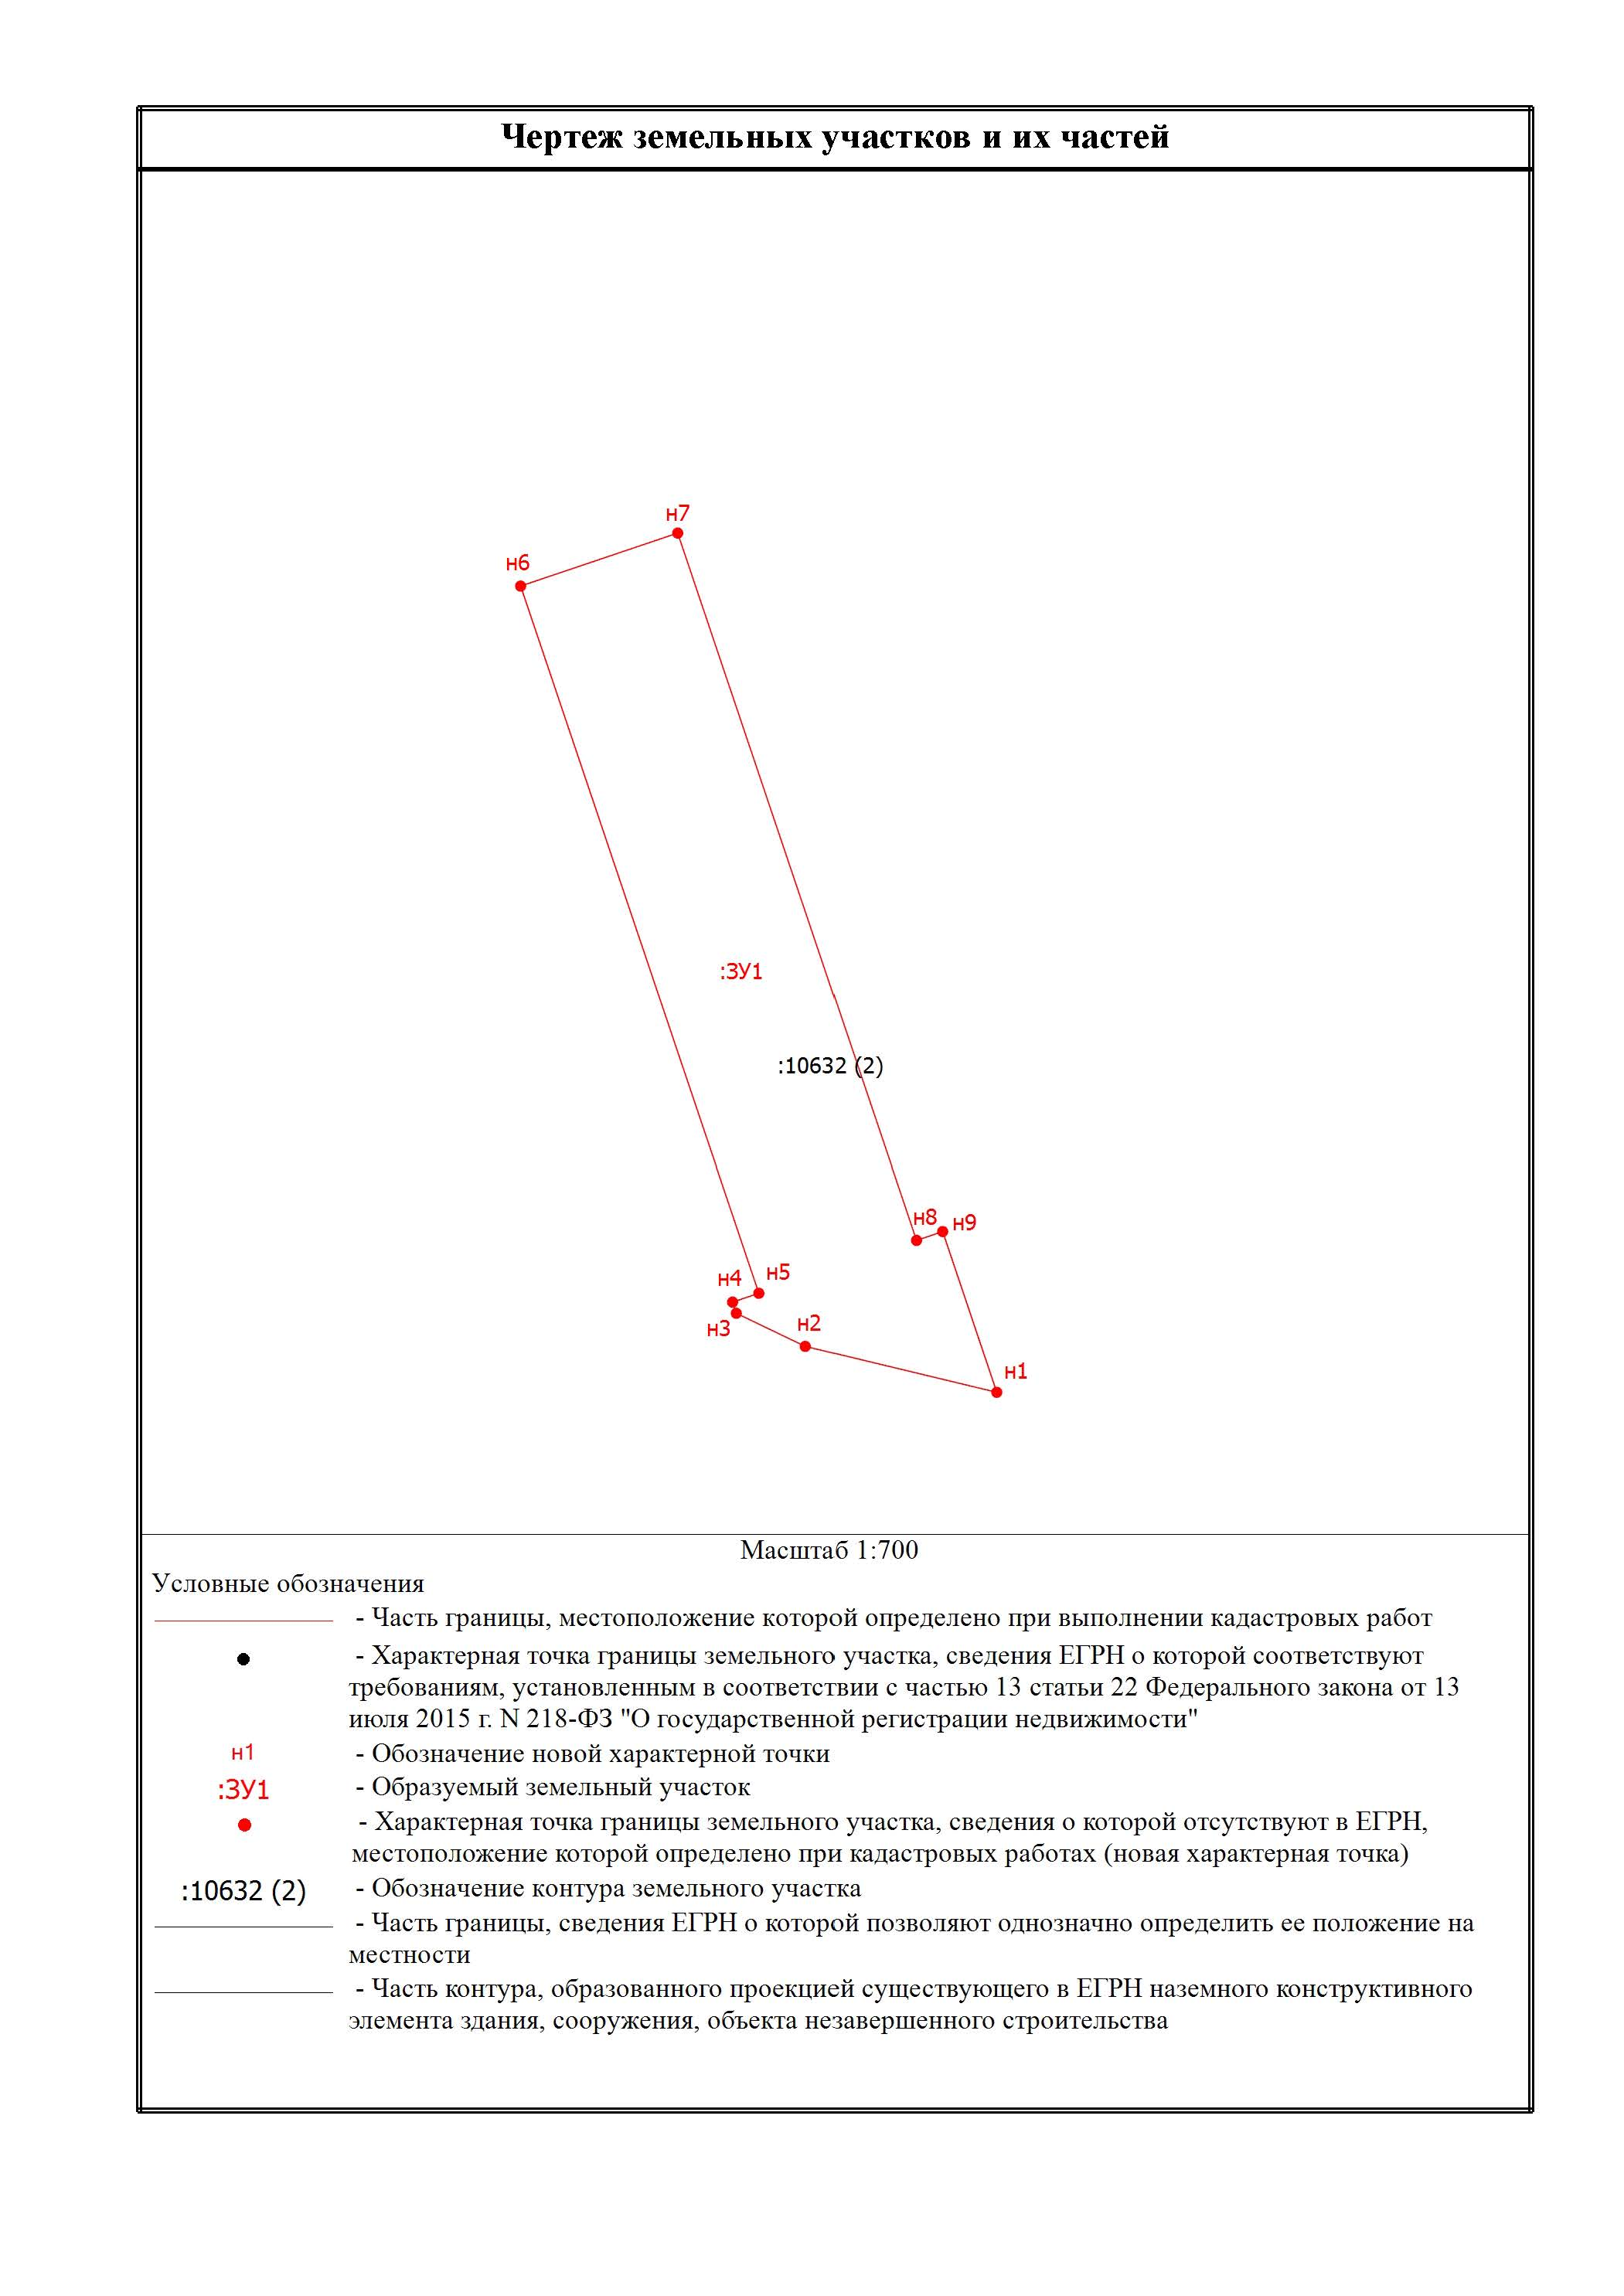 Чертеж земельных участков и их частей
н7
н6
:ЗУ1
:10632 (2)
н8
н9
н5
н4
н3
н2
н1
Масштаб 1:700
Условные обозначения
- Часть границы, местоположение которой определено при выполнении кадастровых работ
- Характерная точка границы земельного участка, сведения ЕГРН о которой соответствуют
требованиям, установленным в соответствии с частью 13 статьи 22 Федерального закона от 13
июля 2015 г. N 218-ФЗ "О государственной регистрации недвижимости"
н1 - Обозначение новой характерной точки
:ЗУ1 - Образуемый земельный участок
- Характерная точка границы земельного участка, сведения о которой отсутствуют в ЕГРН,
местоположение которой определено при кадастровых работах (новая характерная точка)
:10632 (2) - Обозначение контура земельного участка
- Часть границы, сведения ЕГРН о которой позволяют однозначно определить ее положение на
местности
- Часть контура, образованного проекцией существующего в ЕГРН наземного конструктивного
элемента здания, сооружения, объекта незавершенного строительства